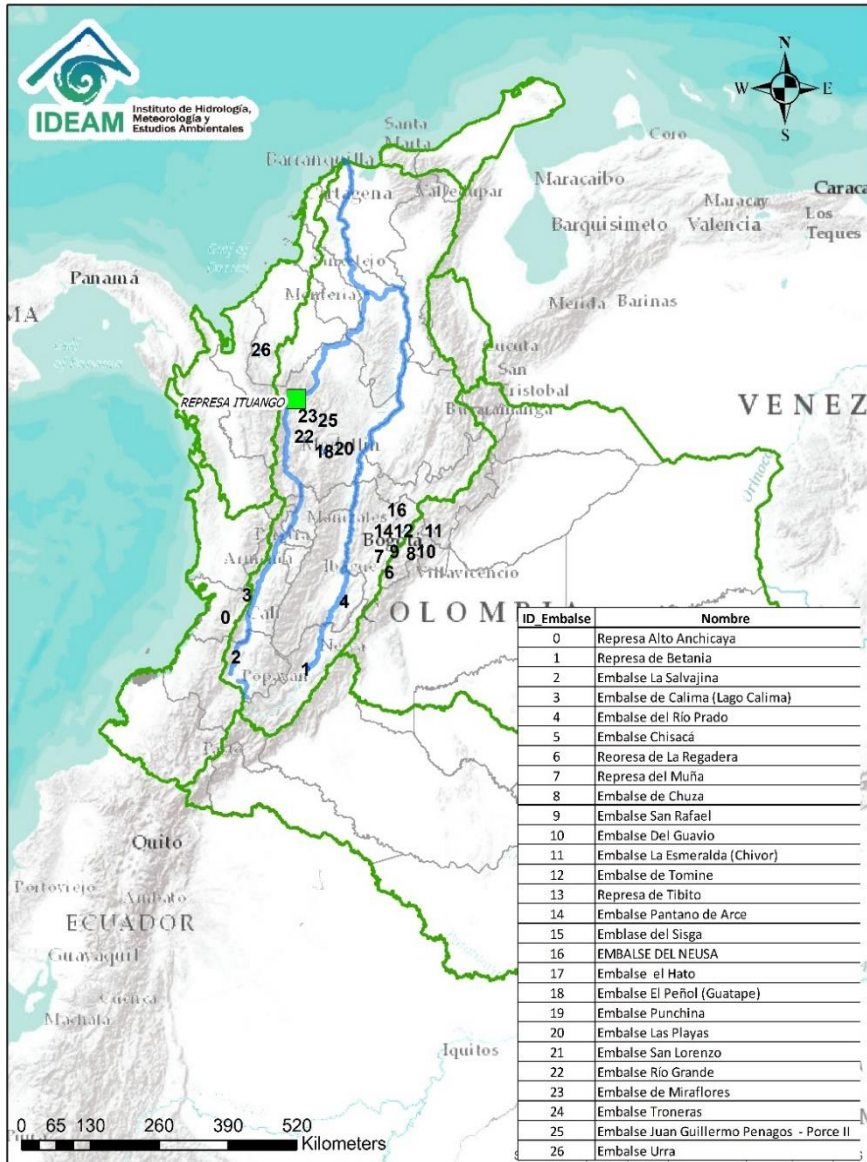 IDEAM
Instituto de Hidrología,
Meteorología y
Estudios Ambientales
N
W
E
S
Santa
Marta
Barranquilla
Coro
Valledupar
Maracaibo
Maracay
Valencia
Barquisimeto
Los
Teques
Panamá
Monteria
Merida
Barinas
Cucuta
San
Cristobal
Bucaramanga
26
REPRESA ITUANGO
23
25
22
18
20
VENEZ
Orinoco
16
Manizales
14
12
11
Bogota
7
9
8
10
6
Villavicencio
Armenia
Ibague
3
4
0
Cali
COLOMBIA
Neiva
2
1
Popayan
Pasto
Quito
Portoviejo
Ambato
ECUADOR
Guayaquil
Cuenca
Machala
Iquitos
ID_Embalse Nombre
0 Represa Alto Anchicaya
1 Represa de Betania
2 Embalse La Salvajina
3 Embalse de Calima (Lago Calima)
4 Embalse del Río Prado
5 Embalse Chisacá
6 Reoresa de La Regadera
7 Represa del Muña
8 Embalse de Chuza
9 Embalse San Rafael
10 Embalse Del Guavio
11 Embalse La Esmeralda (Chivor)
12 Embalse de Tomine
13 Represa de Tibito
14 Embalse Pantano de Arce
15 Emblase del Sisga
16 EMBALSE DEL NEUSA
17 Embalse el Hato
18 Embalse El Peñol (Guatape)
19 Embalse Punchina
20 Embalse Las Playas
21 Embalse San Lorenzo
22 Embalse Río Grande
23 Embalse de Miraflores
24 Embalse Troneras
25 Embalse Juan Guillermo Penagos - Porce II
26 Embalse Urra
0 65 130 260 390 520
Kilometers